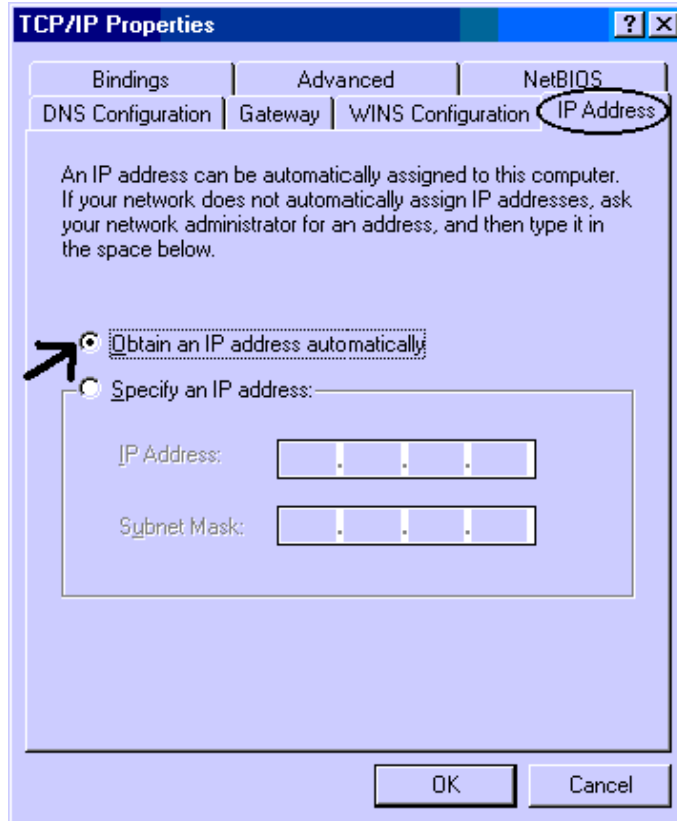 TCP/IP Properties
Bindings Advanced NetBIOS
DNS Configuration Gateway WINS Configuration IP Address
An IP address can be automatically assigned to this computer.
If your network does not automatically assign IP addresses, ask
your network administrator for an address, and then type it in
the space below.
Obtain an IP address automatically
Specify an IP address:
IP Address:
Subnet Mask:
OK Cancel